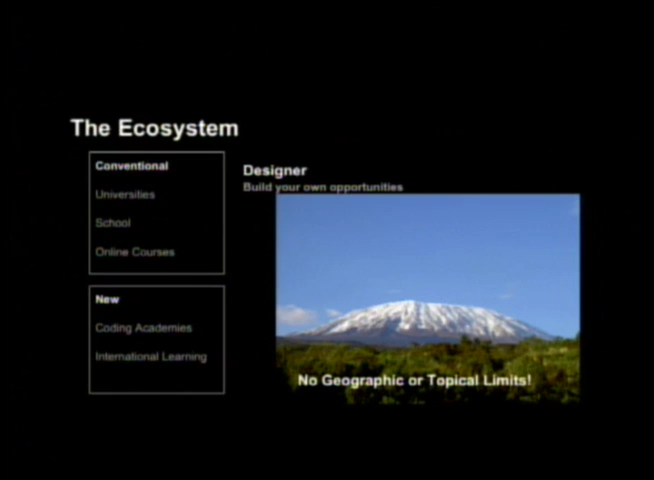 The Ecosystem
Conventional
Universities
School
Online Courses
New
Coding Academies
International Learning
Designer
Build your own opportunities
No Geographic or Topical Limits!